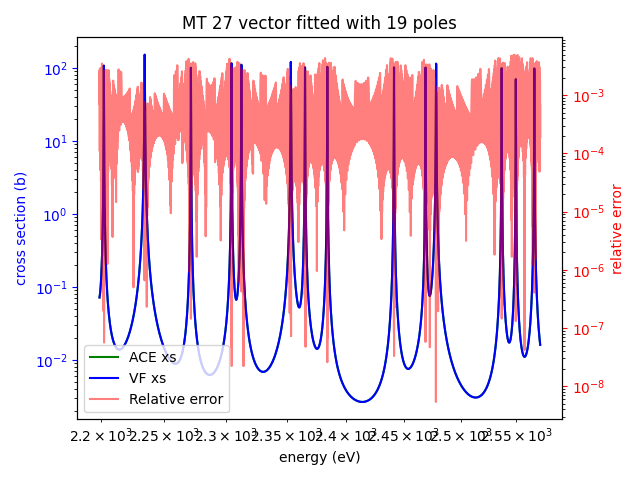 MT 27 vector fitted with 19 poles
10²
10¹
10⁰
10⁻¹
10⁻²
cross section (b)
10⁻³
10⁻⁴
10⁻⁵
10⁻⁶
10⁻⁷
10⁻⁸
relative error
ACE xs
VF xs
Relative error
2.2 × 10³ 2.25 × 10³ 2.3 × 10³ 2.35 × 10³ 2.4 × 10³ 2.45 × 10³ 2.5 × 10³ 2.55 × 10³
energy (eV)